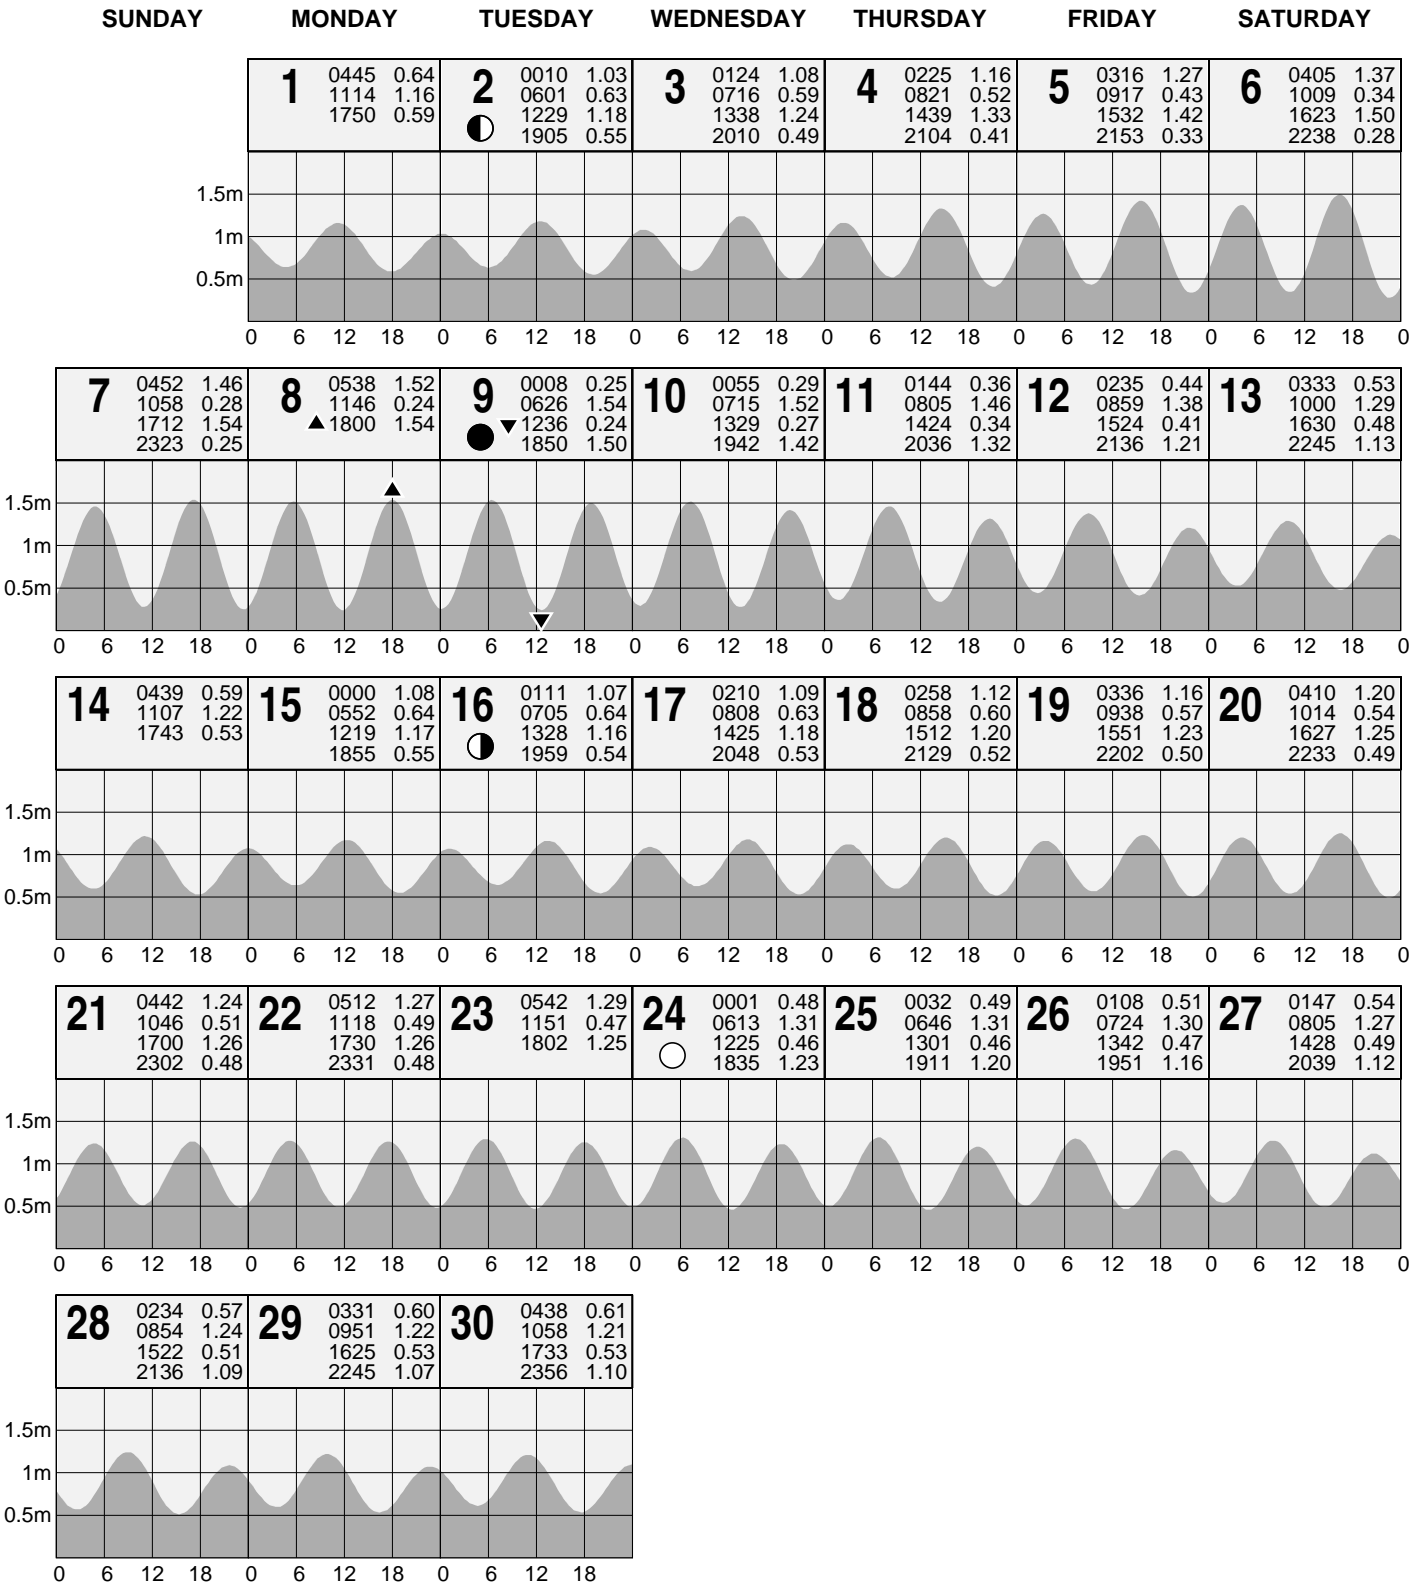 SUNDAY MONDAY TUESDAY WEDNESDAY THURSDAY FRIDAY SATURDAY
1 0445 0.64
1114 1.16
1750 0.59
2 0010 1.03
0601 0.63
1229 1.18
1905 0.55
3 0124 1.08
0716 0.59
1338 1.24
2010 0.49
4 0225 1.16
0821 0.52
1439 1.33
2104 0.41
5 0316 1.27
0917 0.43
1532 1.42
2153 0.33
6 0405 1.37
1009 0.34
1623 1.50
2238 0.28
1.5m
1m
0.5m
0 6 12 18 0 6 12 18 0 6 12 18 0 6 12 18 0 6 12 18 0 6 12 18 0
7 0452 1.46
1058 0.28
1712 1.54
2323 0.25
8 0538 1.52
1146 0.24
1800 1.54
9 0008 0.25
0626 1.54
1236 0.24
1850 1.50
10 0055 0.29
0715 1.52
1329 0.27
1942 1.42
11 0144 0.36
0805 1.46
1424 0.34
2036 1.32
12 0235 0.44
0859 1.38
1524 0.41
2136 1.21
13 0333 0.53
1000 1.29
1630 0.48
2245 1.13
1.5m
1m
0.5m
0 6 12 18 0 6 12 18 0 6 12 18 0 6 12 18 0 6 12 18 0 6 12 18 0 6 12 18 0
14 0439 0.59
1107 1.22
1743 0.53
15 0000 1.08
0552 0.64
1219 1.17
1855 0.55
16 0111 1.07
0705 0.64
1328 1.16
1959 0.54
17 0210 1.09
0808 0.63
1425 1.18
2048 0.53
18 0258 1.12
0858 0.60
1512 1.20
2129 0.52
19 0336 1.16
0938 0.57
1551 1.23
2202 0.50
20 0410 1.20
1014 0.54
1627 1.25
2233 0.49
1.5m
1m
0.5m
0 6 12 18 0 6 12 18 0 6 12 18 0 6 12 18 0 6 12 18 0 6 12 18 0 6 12 18 0
21 0442 1.24
1046 0.51
1700 1.26
2302 0.48
22 0512 1.27
1118 0.49
1730 1.26
2331 0.48
23 0542 1.29
1151 0.47
1802 1.25
24 0001 0.48
0613 1.31
1225 0.46
1835 1.23
25 0032 0.49
0646 1.31
1301 0.46
1911 1.20
26 0108 0.51
0724 1.30
1342 0.47
1951 1.16
27 0147 0.54
0805 1.27
1428 0.49
2039 1.12
1.5m
1m
0.5m
0 6 12 18 0 6 12 18 0 6 12 18 0 6 12 18 0 6 12 18 0 6 12 18 0 6 12 18 0
28 0234 0.57
0854 1.24
1522 0.51
2136 1.09
29 0331 0.60
0951 1.22
1625 0.53
2245 1.07
30 0438 0.61
1058 1.21
1733 0.53
2356 1.10
1.5m
1m
0.5m
0 6 12 18 0 6 12 18 0 6 12 18